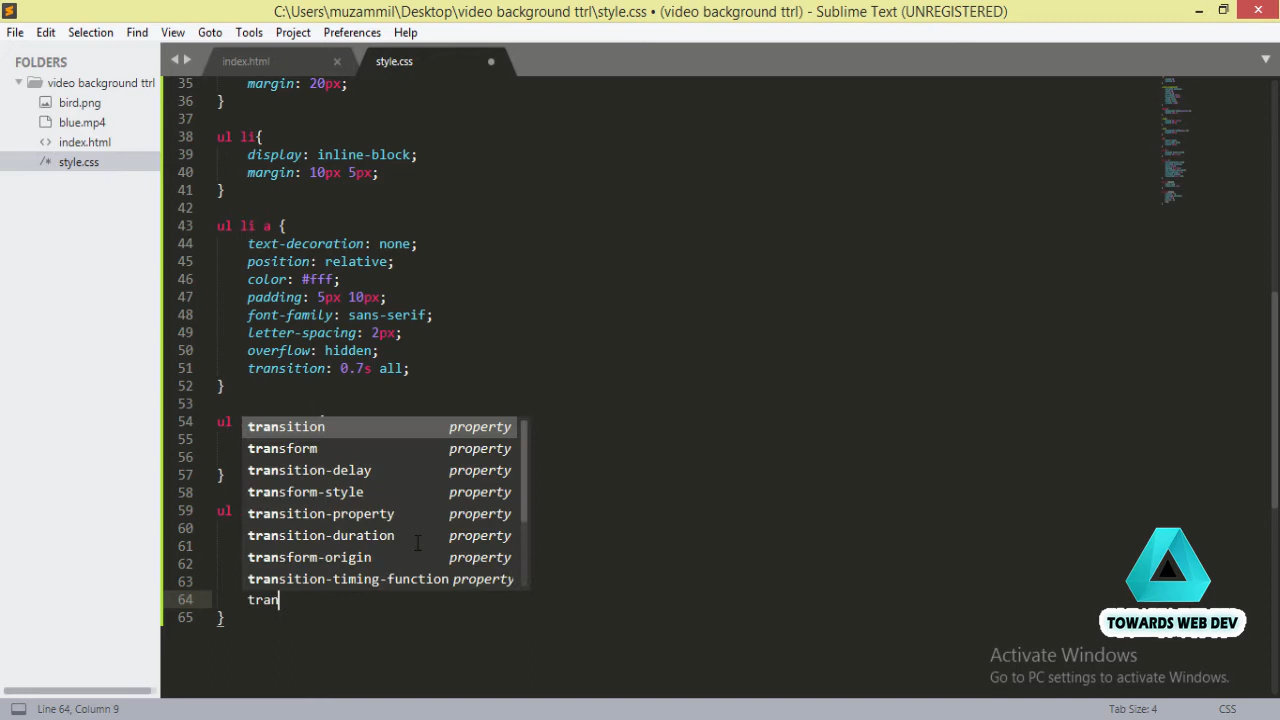 C:\Users\muzammil\Desktop\video background ttrl\style.css • (video background ttrl) - Sublime Text (UNREGISTERED)
File Edit Selection Find View Goto Tools Project Preferences Help
FOLDERS
video background ttrl
bird.png
blue.mp4
index.html
style.css
index.html
style.css
35 margin: 20px;
36 }
37
38 ul li{
39 display: inline-block;
40 margin: 10px 5px;
41 }
42
43 ul li a {
44 text-decoration: none;
45 position: relative;
46 color: #fff;
47 padding: 5px 10px;
48 font-family: sans-serif;
49 letter-spacing: 2px;
50 overflow: hidden;
51 transition: 0.7s all;
52 }
53
54 ul
55
56
57 }
58
59 ul
60
61
62
63
64 tran
65 }
transition property
transform property
transition-delay property
transform-style property
transition-property property
transition-duration property
transform-origin property
transition-timing-function property
TOWARDS WEB DEV
Activate Windows
Go to PC settings to activate Windows.
Line 64, Column 9
Tab Size: 4
CSS